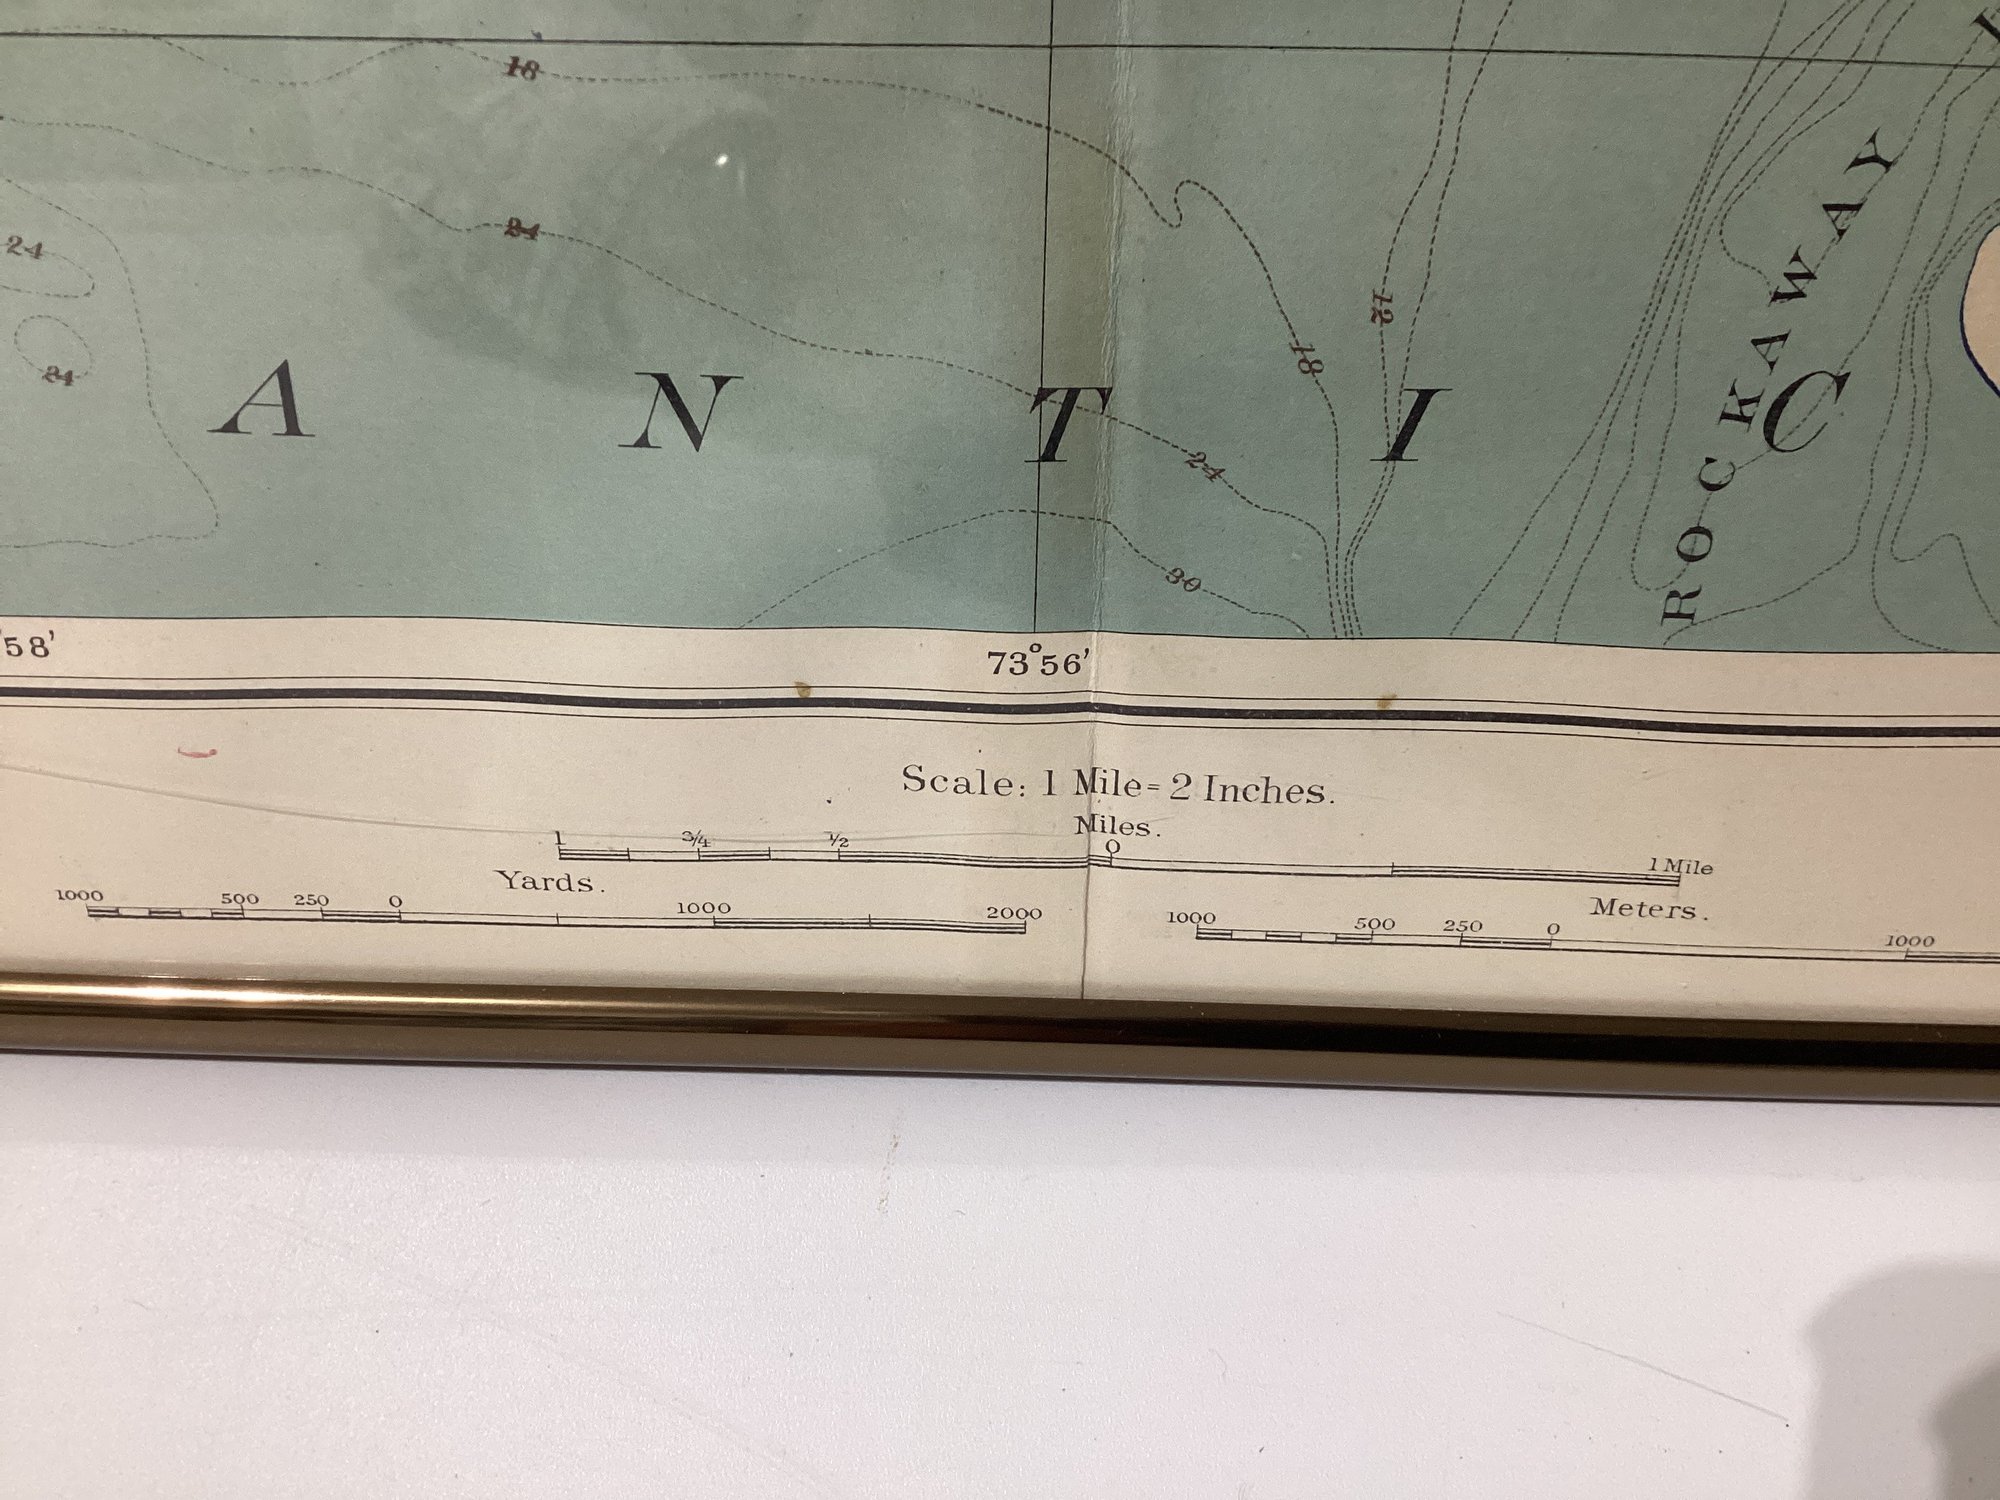 18
24
24
24
12
18
24
30
A N T I C
ROCKAWAY
58'
73°56'
Scale: 1 Mile = 2 Inches.
Miles.
1 3/4 1/2 0 1 Mile
Yards.
1000 500 250 0 1000 2000
Meters.
1000 500 250 0 1000